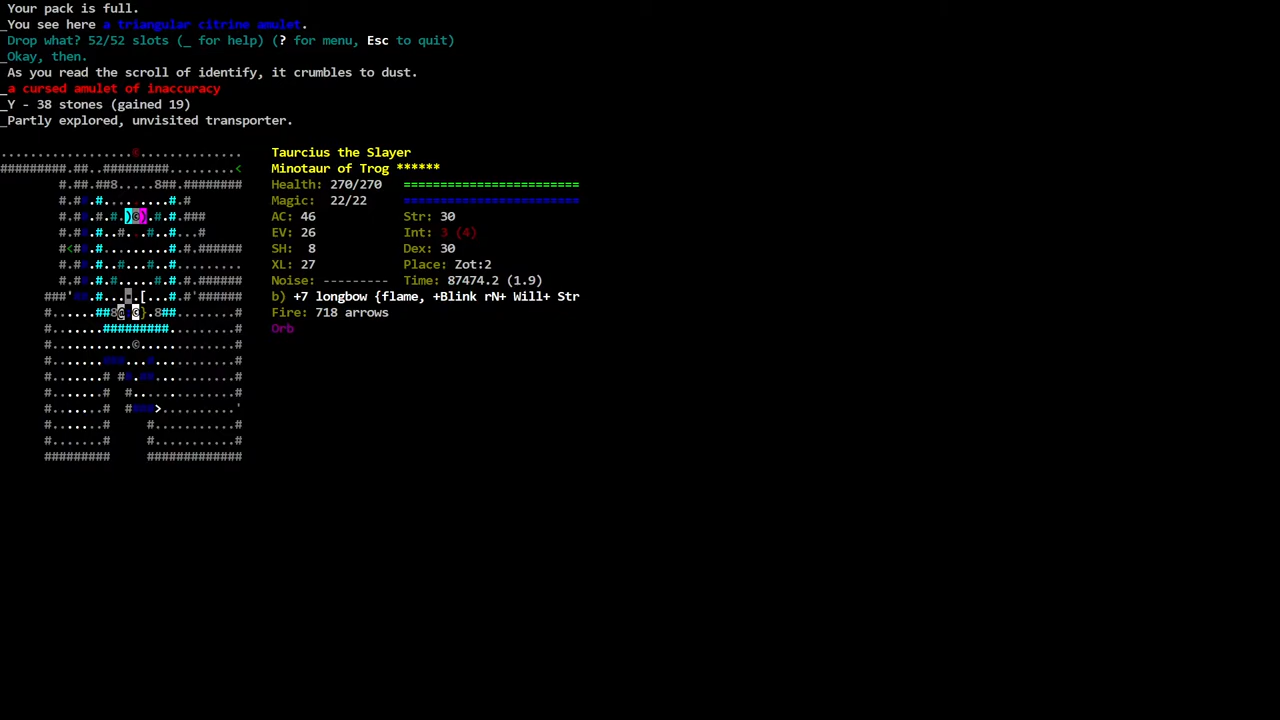 Your pack is full.
_You see here a triangular citrine amulet.
Drop what? 52/52 slots (_ for help) (? for menu, Esc to quit)
_Okay, then.
As you read the scroll of identify, it crumbles to dust.
_a cursed amulet of inaccuracy
_Y - 38 stones (gained 19)
_Partly explored, unvisited transporter.
Taurcius the Slayer
Minotaur of Trog ******
Health: 270/270 ========================
Magic: 22/22 ========================
AC: 46 Str: 30
EV: 26 Int: 3 (4)
SH: 8 Dex: 30
XL: 27 Place: Zot:2
Noise: --------- Time: 87474.2 (1.9)
b) +7 longbow {flame, +Blink rN+ Will+ Str
Fire: 718 arrows
Orb